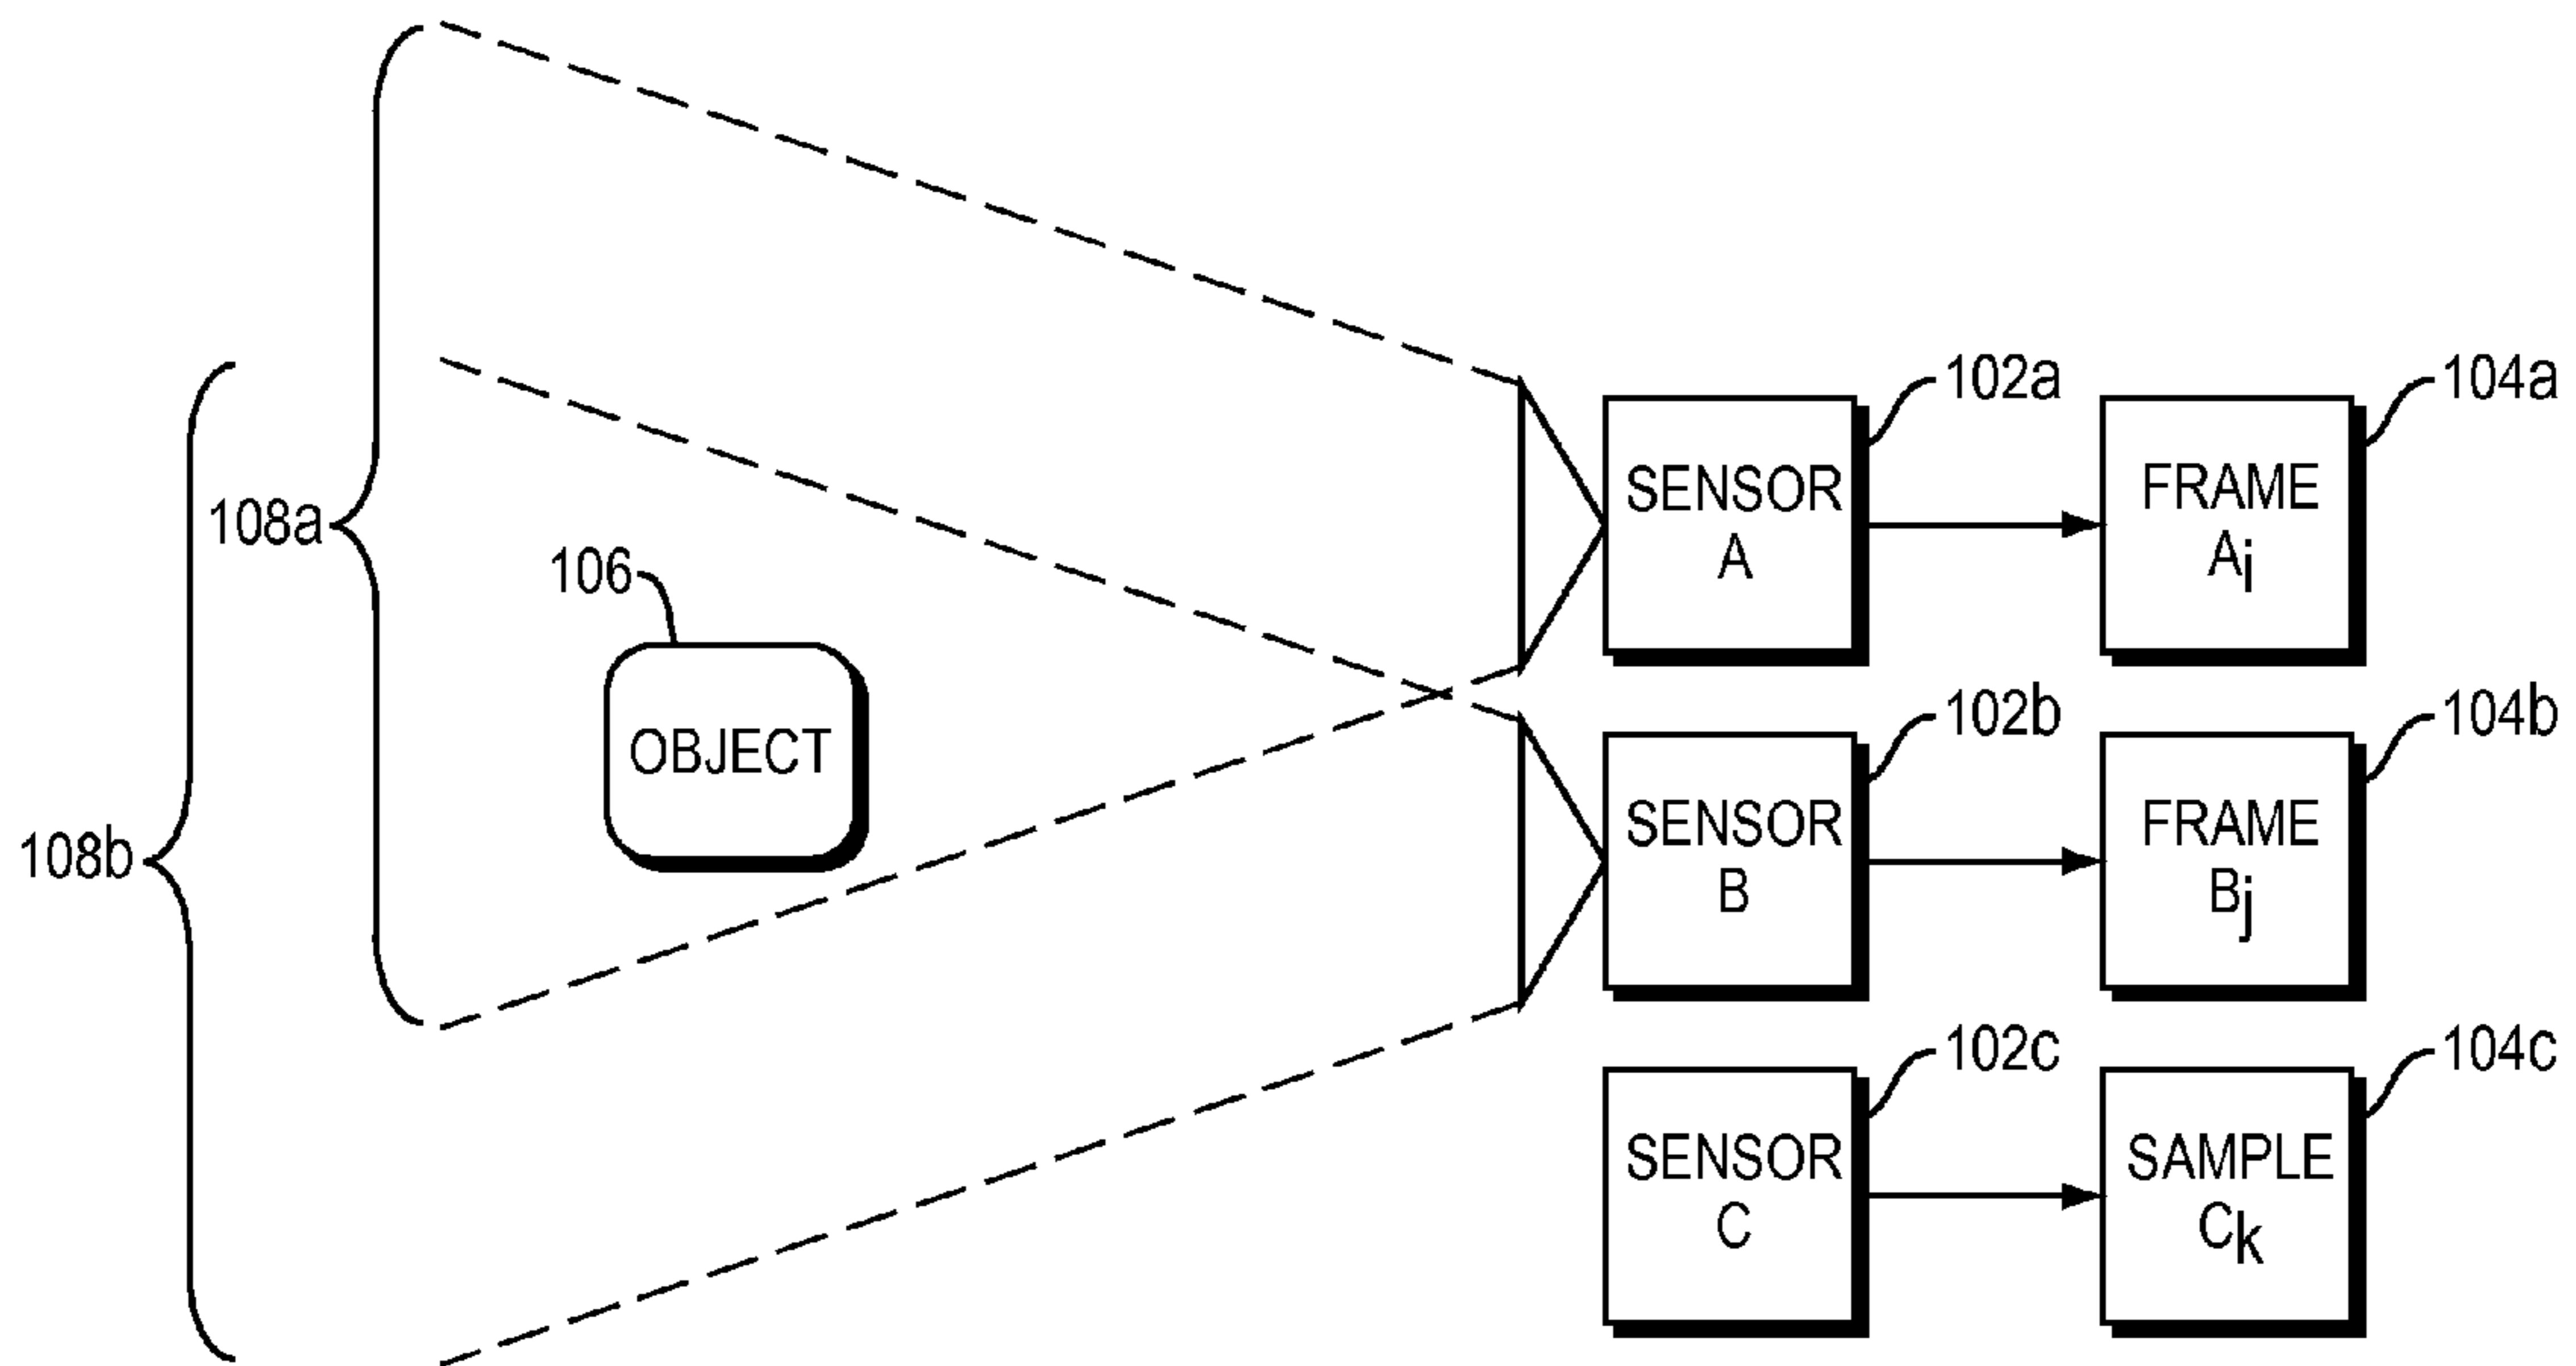 102a
104a
SENSOR
A
FRAME
Ai
108a
106
OBJECT
102b
104b
SENSOR
B
FRAME
Bj
108b
102c
104c
SENSOR
C
SAMPLE
Ck